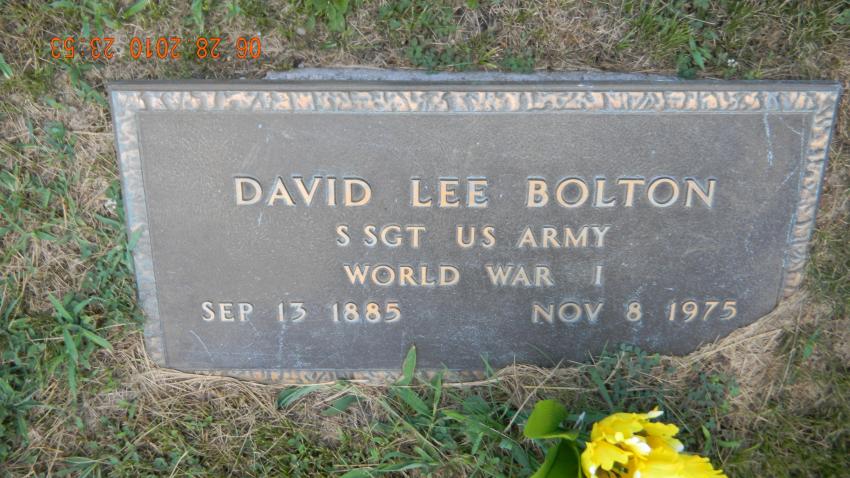 06 28 2010 23:53
DAVID LEE BOLTON
S SGT US ARMY
WORLD WAR I
SEP 13 1885 NOV 8 1975